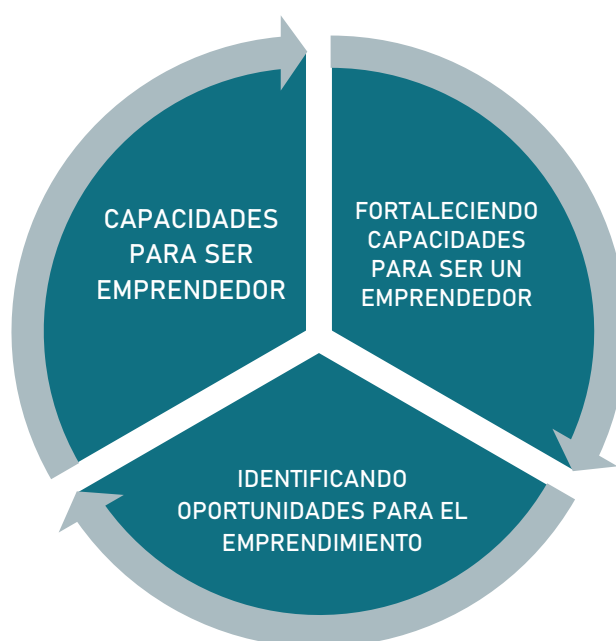 CAPACIDADES
PARA SER
EMPRENDEDOR
FORTALECIENDO
CAPACIDADES
PARA SER UN
EMPRENDEDOR
IDENTIFICANDO
OPORTUNIDADES PARA EL
EMPRENDIMIENTO